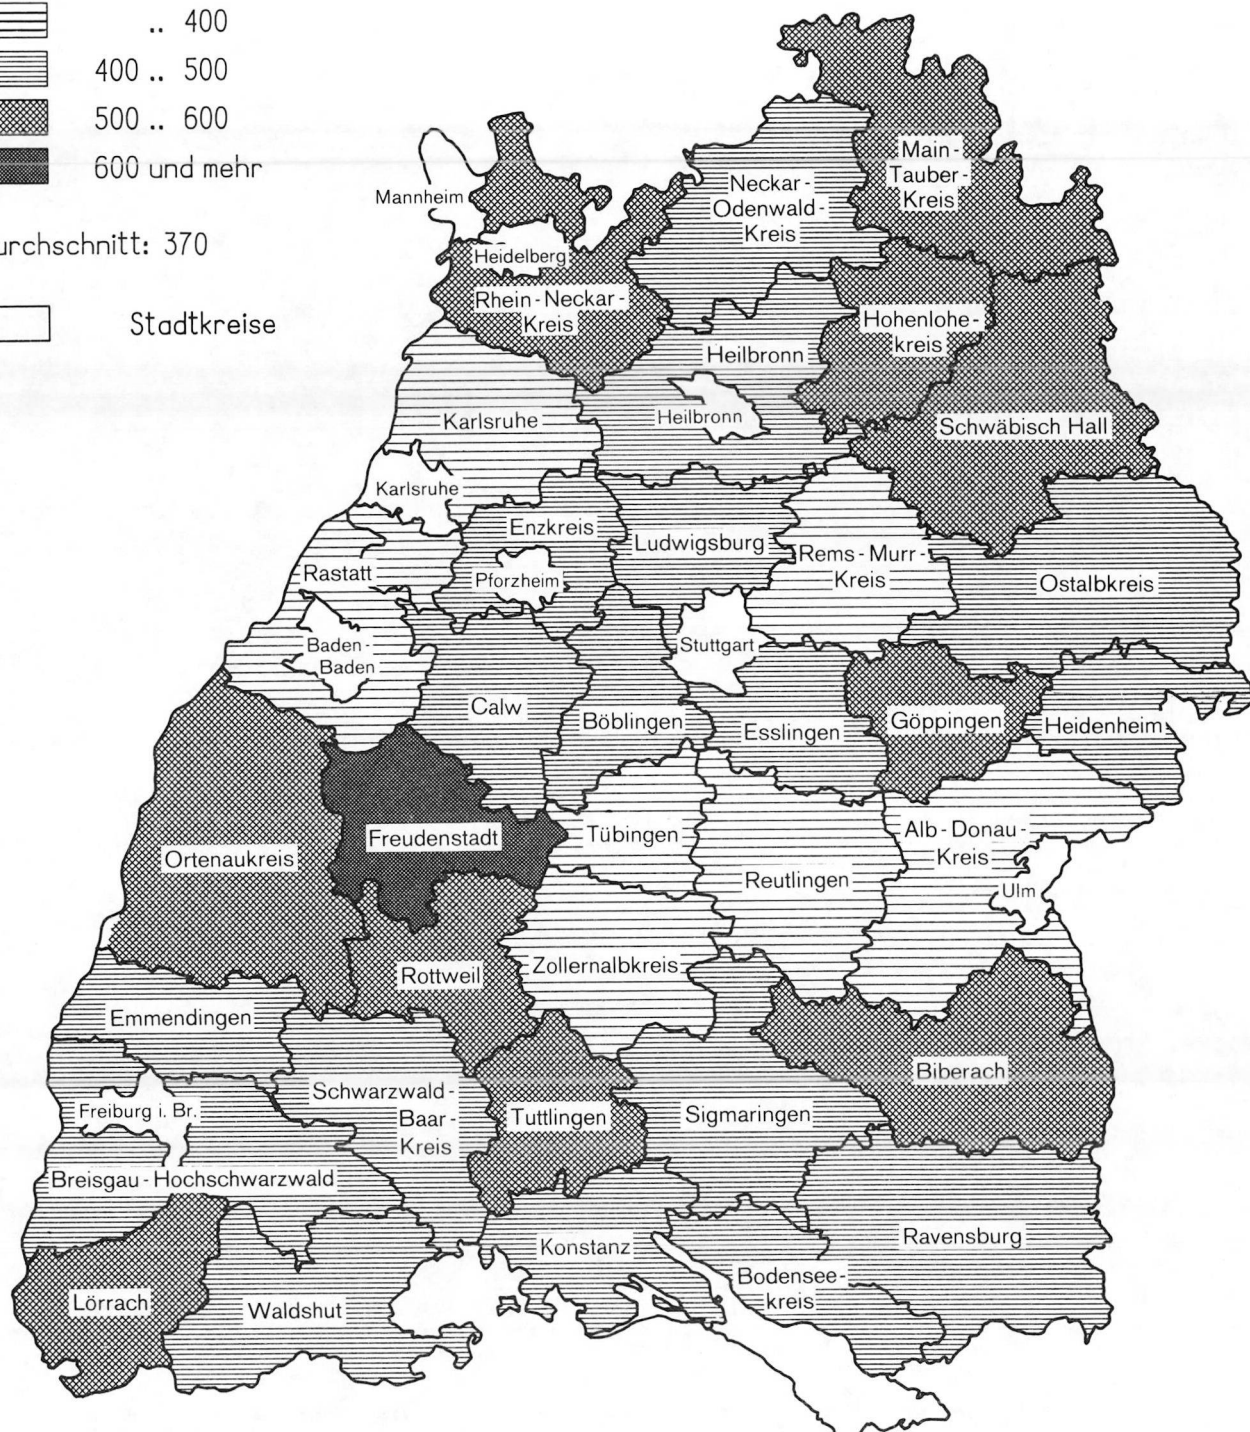 .. 400
400 .. 500
500 .. 600
600 und mehr
urchschnitt: 370
Stadtkreise
Main-
Tauber-
Kreis
Neckar-
Odenwald-
Kreis
Mannheim
Heidelberg
Rhein-Neckar-
Kreis
Hohenlohe-
kreis
Heilbronn
Heilbronn
Karlsruhe
Schwäbisch Hall
Karlsruhe
Enzkreis
Ludwigsburg
Rems-Murr-
Kreis
Rastatt
Pforzheim
Ostalbkreis
Baden-
Baden
Stuttgart
Calw
Böblingen
Esslingen
Göppingen
Heidenheim
Freudenstadt
Tübingen
Alb-Donau-
Kreis
Ortenaukreis
Reutlingen
Ulm
Rottweil
Zollernalbkreis
Emmendingen
Biberach
Schwarzwald-
Baar-
Kreis
Freiburg i. Br.
Tuttlingen
Sigmaringen
Breisgau-Hochschwarzwald
Konstanz
Ravensburg
Bodensee-
kreis
Lörrach
Waldshut